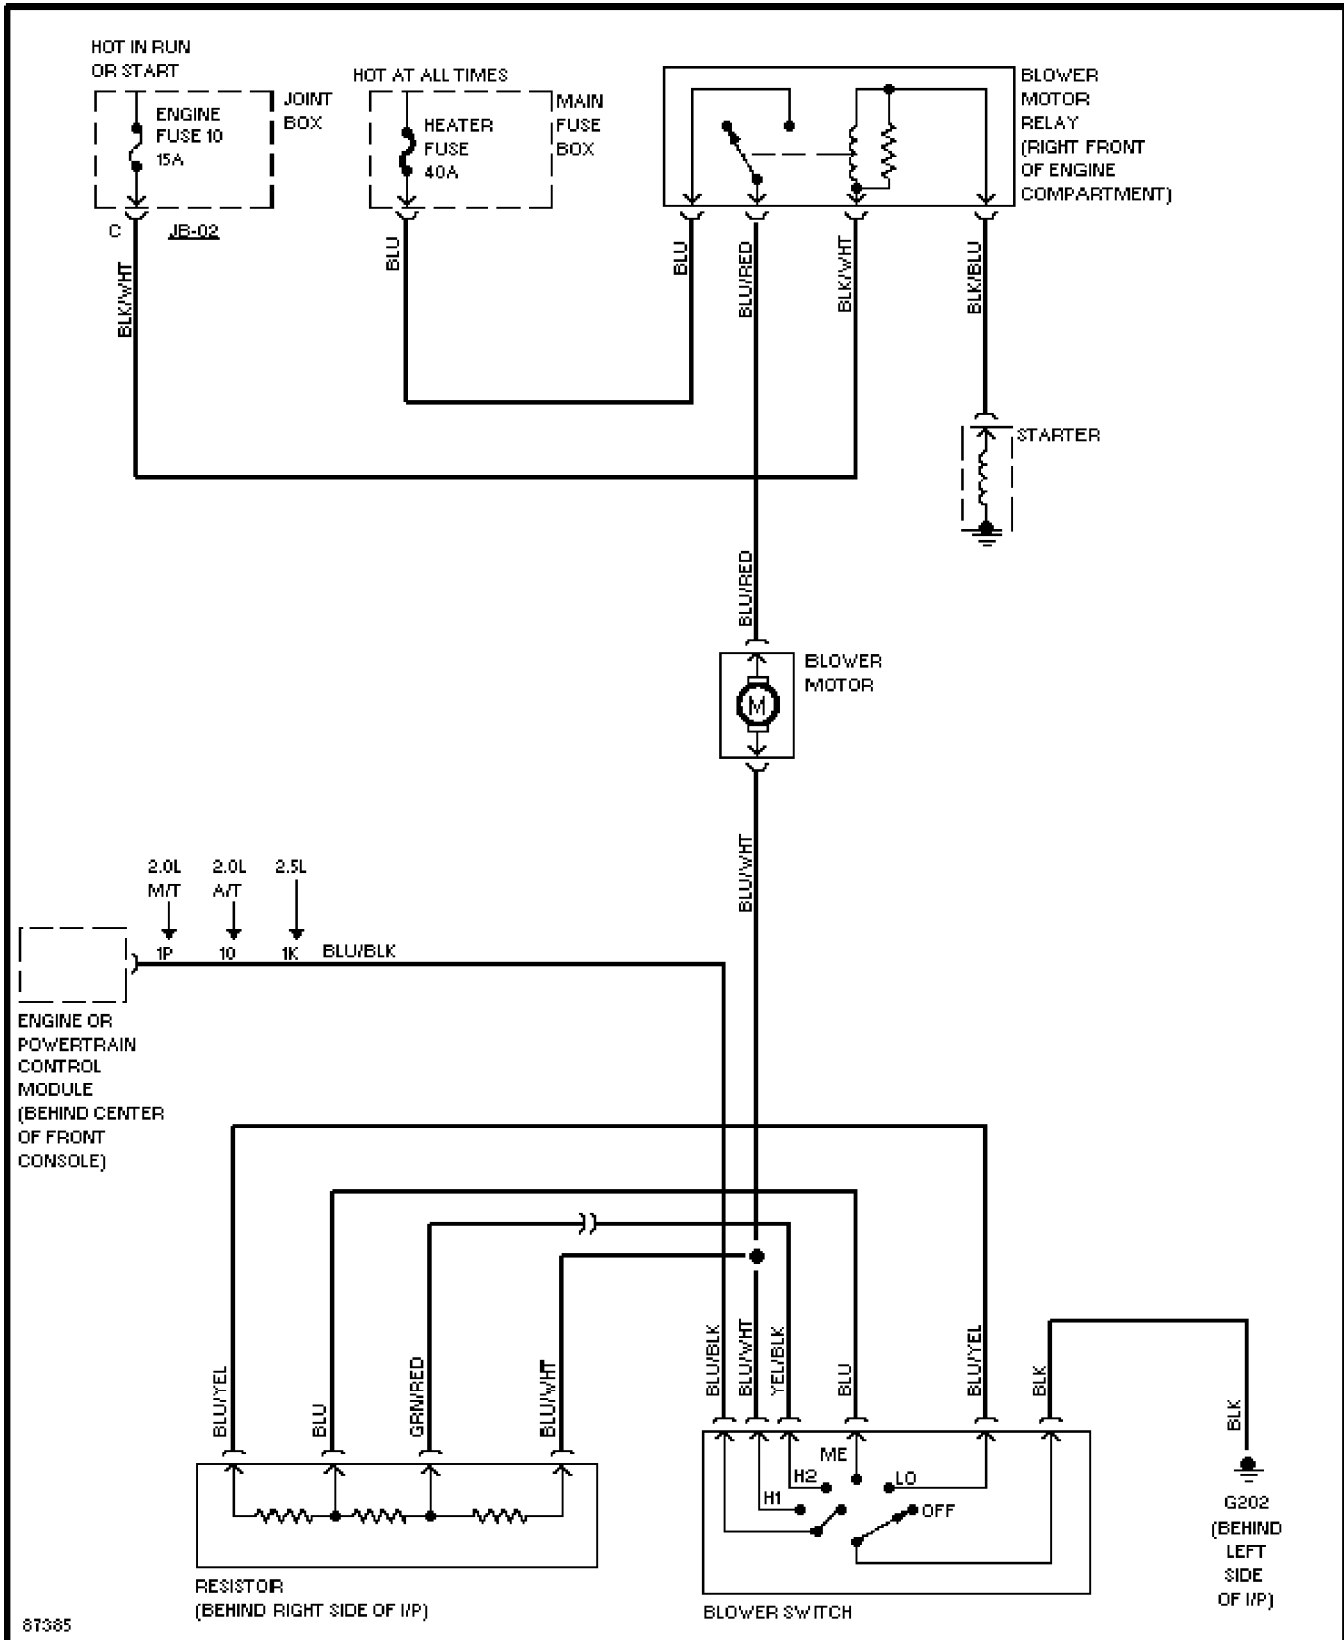 HOT IN RUN
OR START
ENGINE
FUSE 10
15A
JOINT
BOX
C
JB-02
HOT AT ALL TIMES
HEATER
FUSE
40A
MAIN
FUSE
BOX
BLOWER
MOTOR
RELAY
(RIGHT FRONT
OF ENGINE
COMPARTMENT)
BLK/WHT
BLU
BLU
BLU/RED
BLK/WHT
BLK/BLU
STARTER
BLU/RED
BLOWER
MOTOR
M
BLU/WHT
2.0L
M/T
2.0L
A/T
2.5L
1P
10
1K
BLU/BLK
ENGINE OR
POWERTRAIN
CONTROL
MODULE
(BEHIND CENTER
OF FRONT
CONSOLE)
BLU/YEL
BLU
GRN/RED
BLU/WHT
BLU/BLK
BLU/WHT
YEL/BLK
BLU
BLU/YEL
BLK
BLK
ME
H2
LO
H1
OFF
RESISTOR
(BEHIND RIGHT SIDE OF I/P)
BLOWER SWITCH
G202
(BEHIND
LEFT
SIDE
OF I/P)
87385